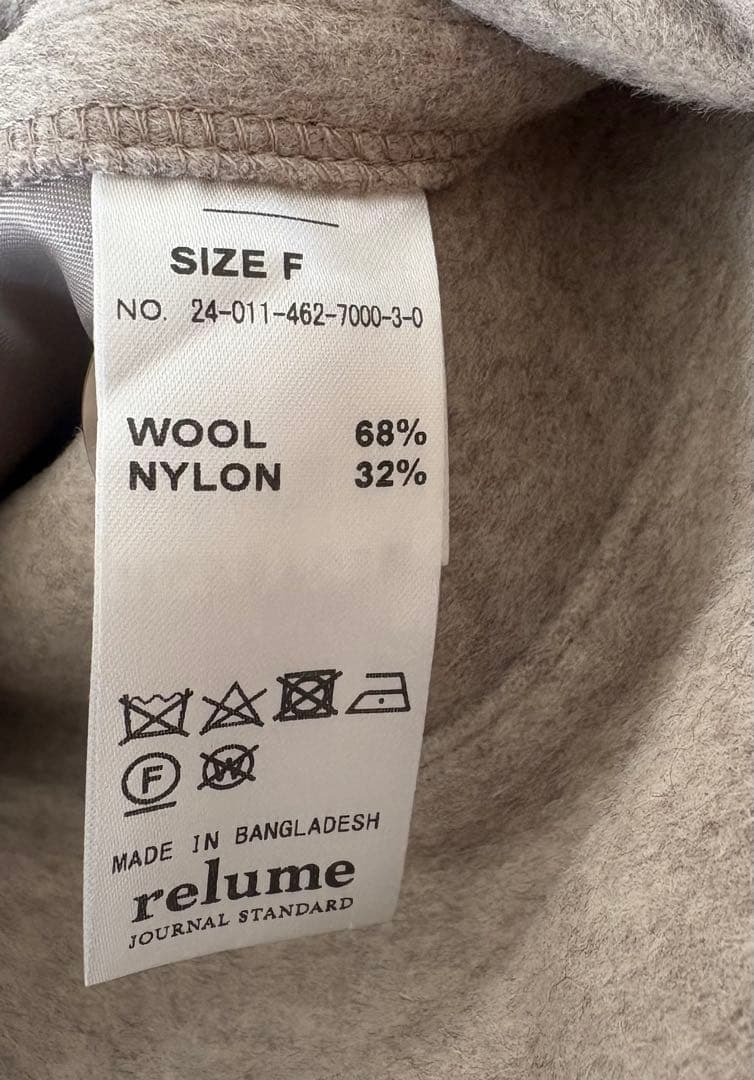 SIZE F
NO. 24-011-462-7000-3-0
WOOL 68%
NYLON 32%
F W
MADE IN BANGLADESH
relume
JOURNAL STANDARD